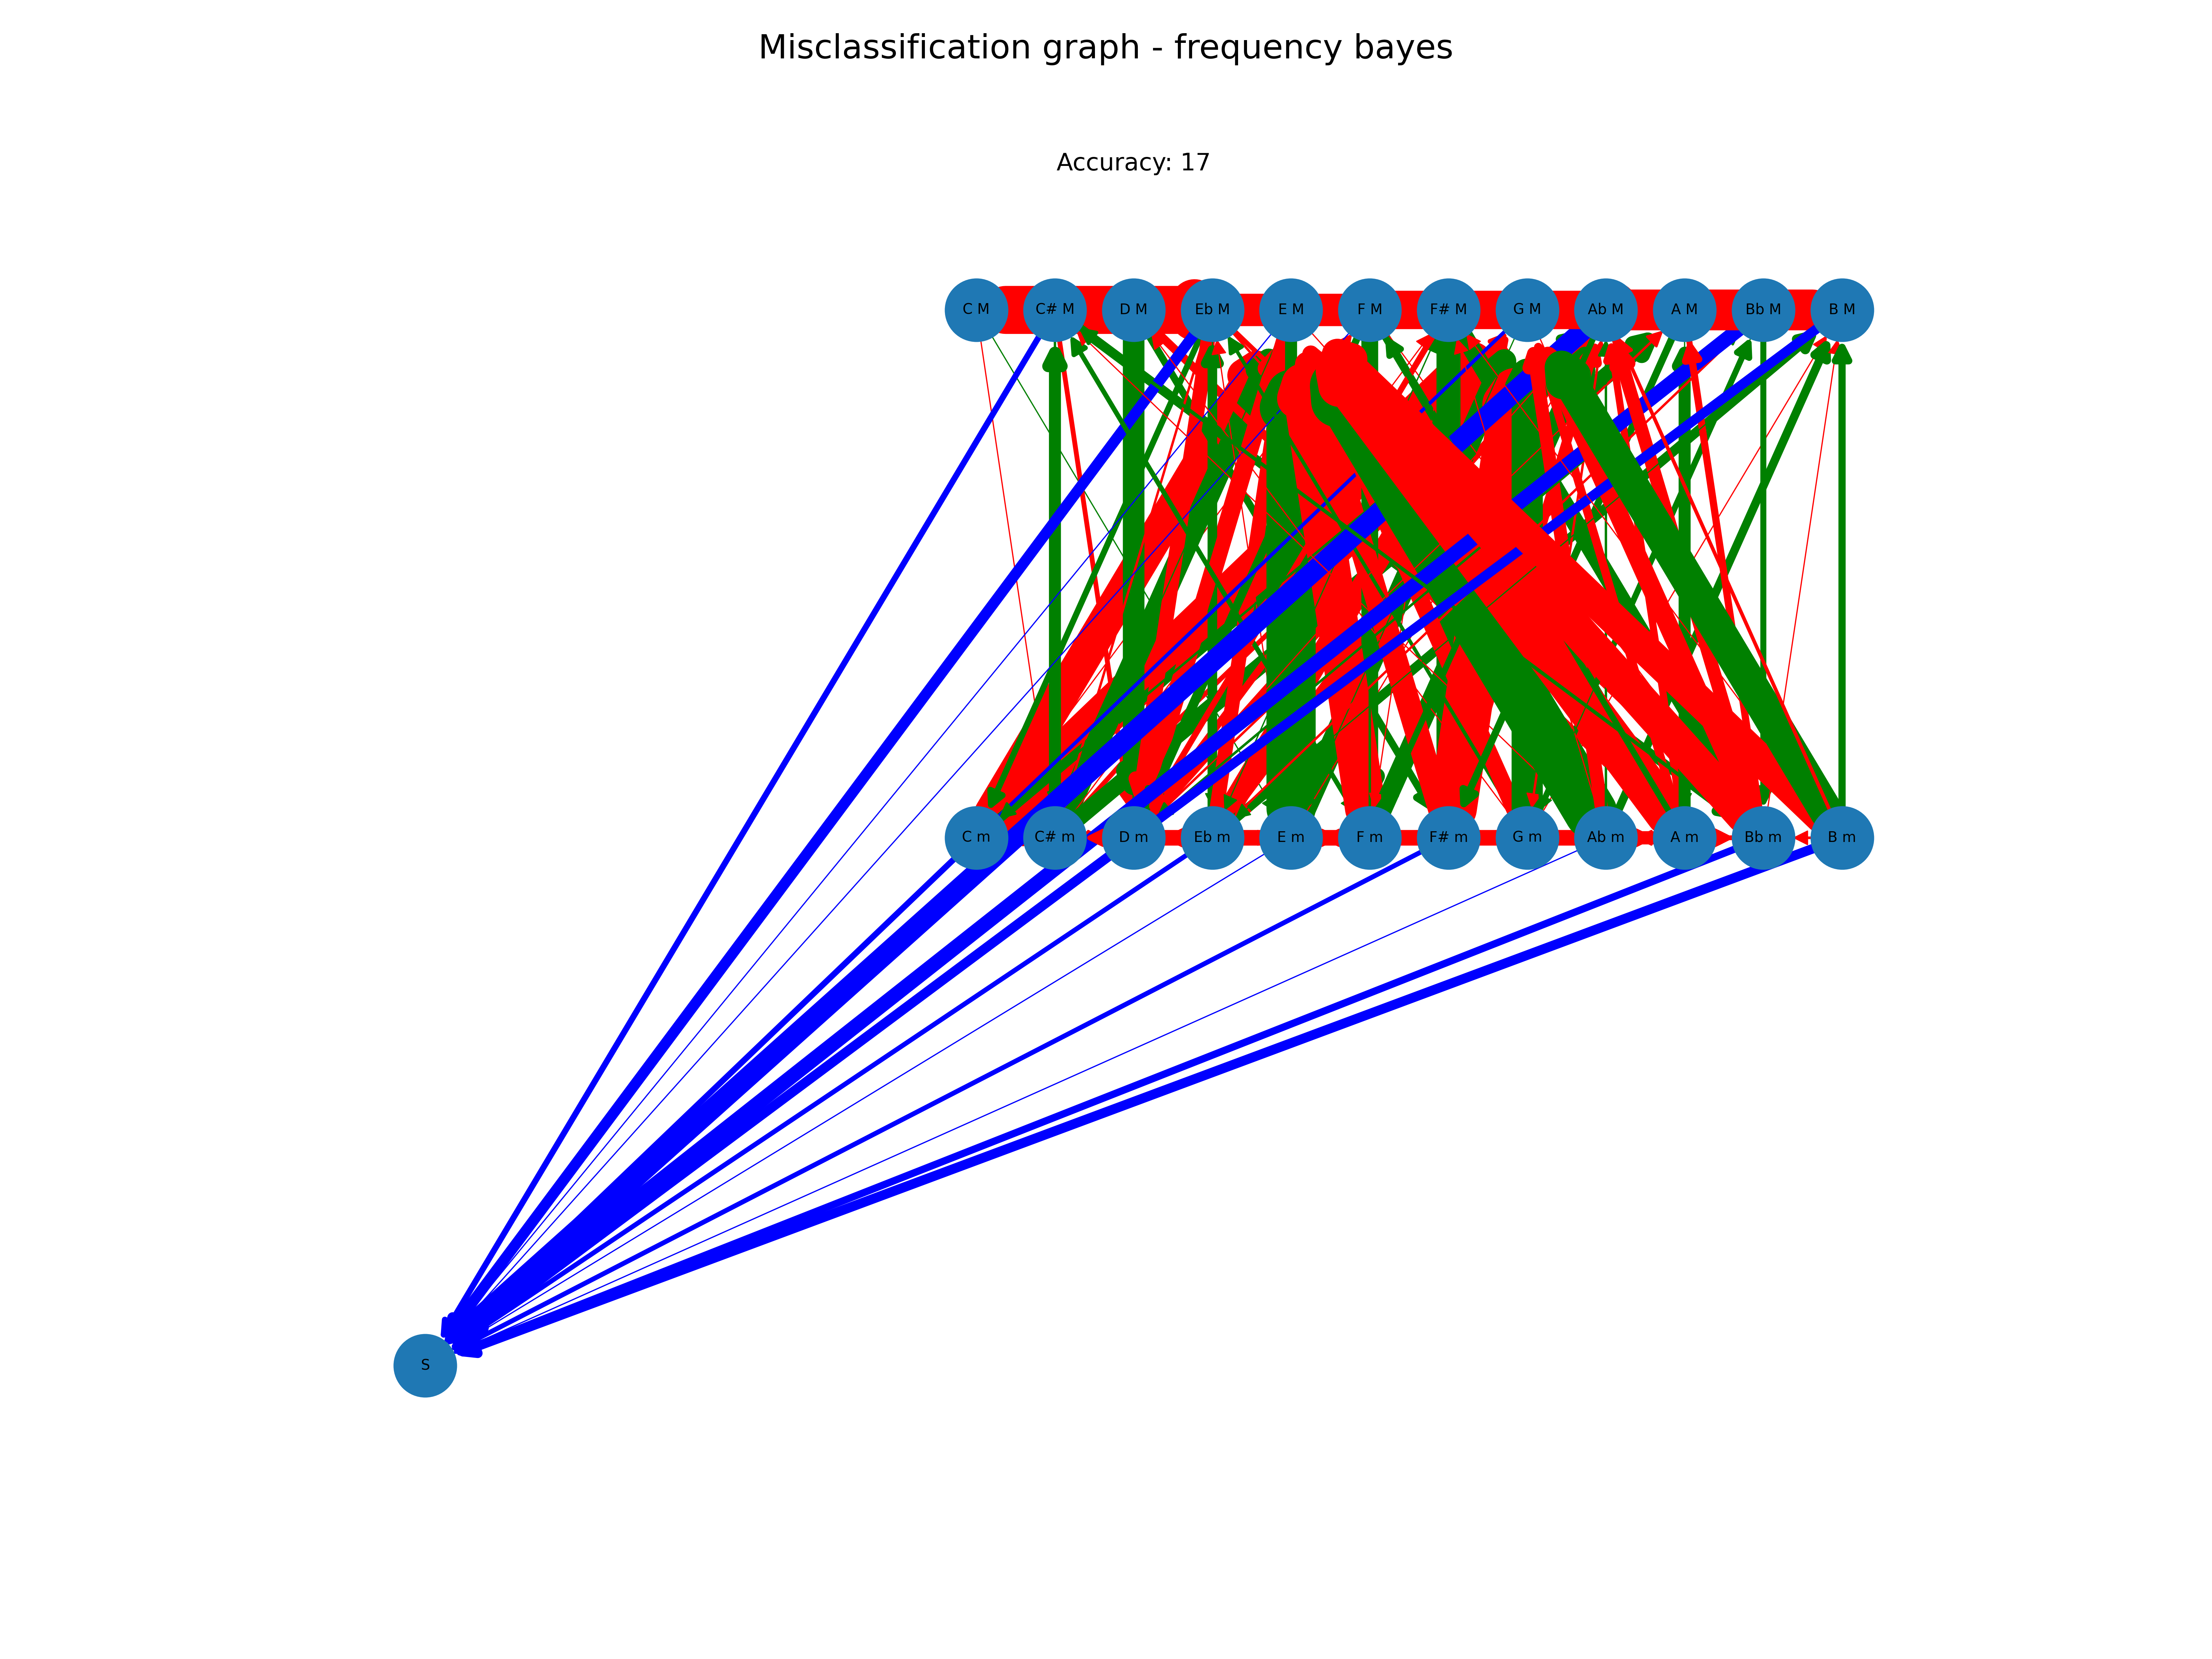 Misclassification graph - frequency bayes
Accuracy: 17
C M C# M D M Eb M E M F M F# M G M Ab M A M Bb M B M
C m C# m D m Eb m E m F m F# m G m Ab m A m Bb m B m
S